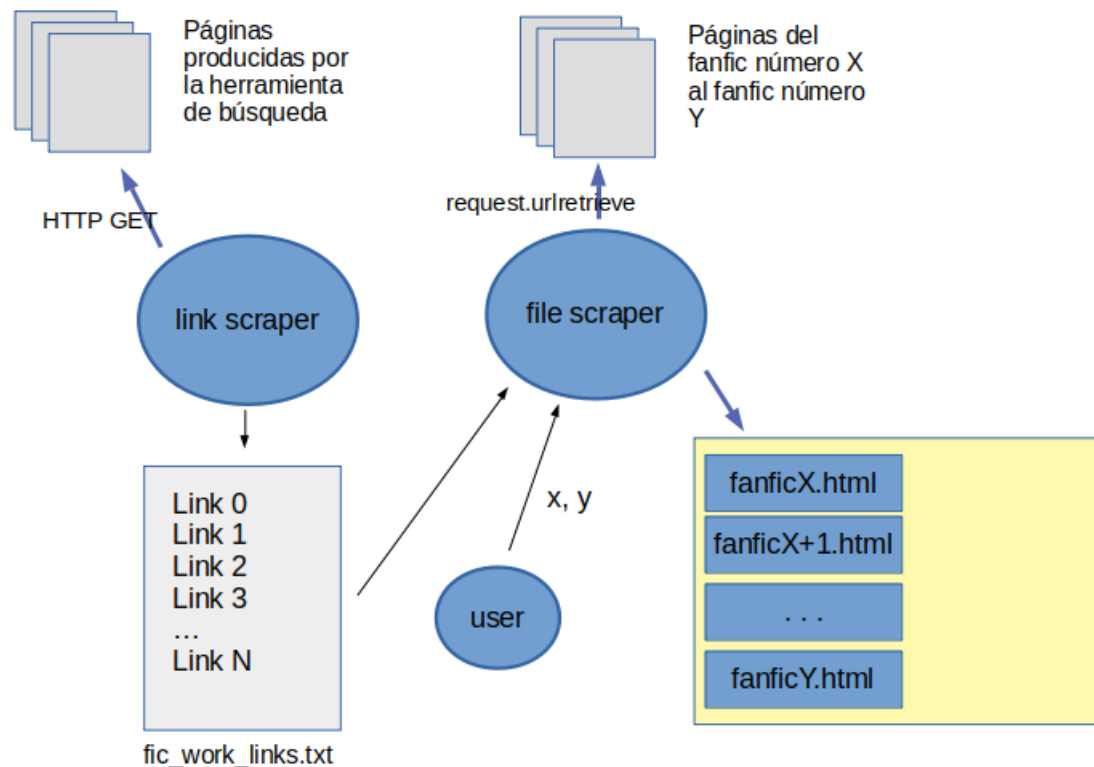 Páginas
producidas por
la herramienta
de búsqueda
Páginas del
fanfic número X
al fanfic número
Y
HTTP GET
request.urlretrieve
link scraper
file scraper
Link 0
Link 1
Link 2
Link 3
...
Link N
fic_work_links.txt
x, y
user
fanficX.html
fanficX+1.html
. . .
fanficY.html